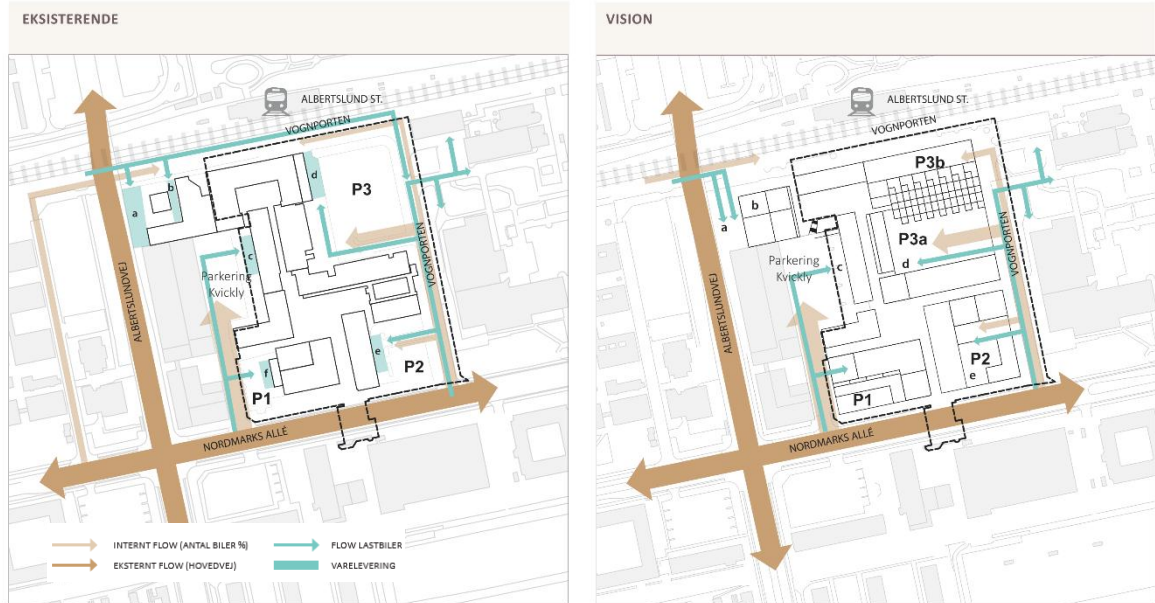 EKSISTERENDE
ALBERTSLUND ST.
VOGNPORTEN
a
b
d
P3
ALBERTSLUNDVEJ
c
Parkering
Kvickly
VOGNPORTEN
e
P2
f
P1
NORDMARKS ALLÉ
INTERNT FLOW (ANTAL BILER %)
FLOW LASTBILER
EKSTERNT FLOW (HOVEDVEJ)
VARELEVERING
VISION
ALBERTSLUND ST.
VOGNPORTEN
P3b
b
a
P3a
ALBERTSLUNDVEJ
Parkering
Kvickly
c
d
VOGNPORTEN
P2
e
P1
NORDMARKS ALLÉ